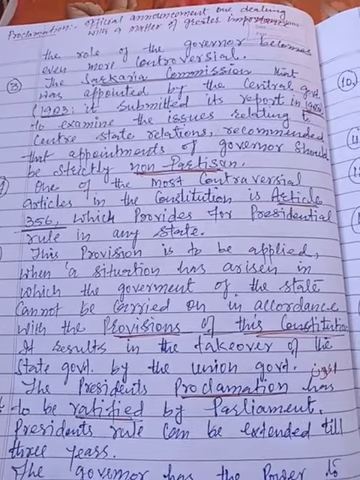 Proclamation:- Official announcement one dealing
with a matter of greater importance
the role of the governor becomes
even more controversial.
3) The Sarkaria Commission that
was appointed by the Central govt
(1983; it submitted its report in 1988)
to examine the issues relating to
centre state relations, recommended
that appointments of governor should
be strictly non Partisan.
One of the most Contraversial
articles in the Constitution is Article
356, which Provides for Presidential
rule in any state.
This Provision is to be applied,
when 'a situation has arisen in
which the goverment of the state
cannot be carried on in accordance
with the Provisions of this Constitution
It results in the takeover of the
State govt. by the union govt.
The Presidents Proclamation has
to be ratified by Parliament.
Presidents rule can be extended till
three years.
The governor has the Power to
(10.
(11